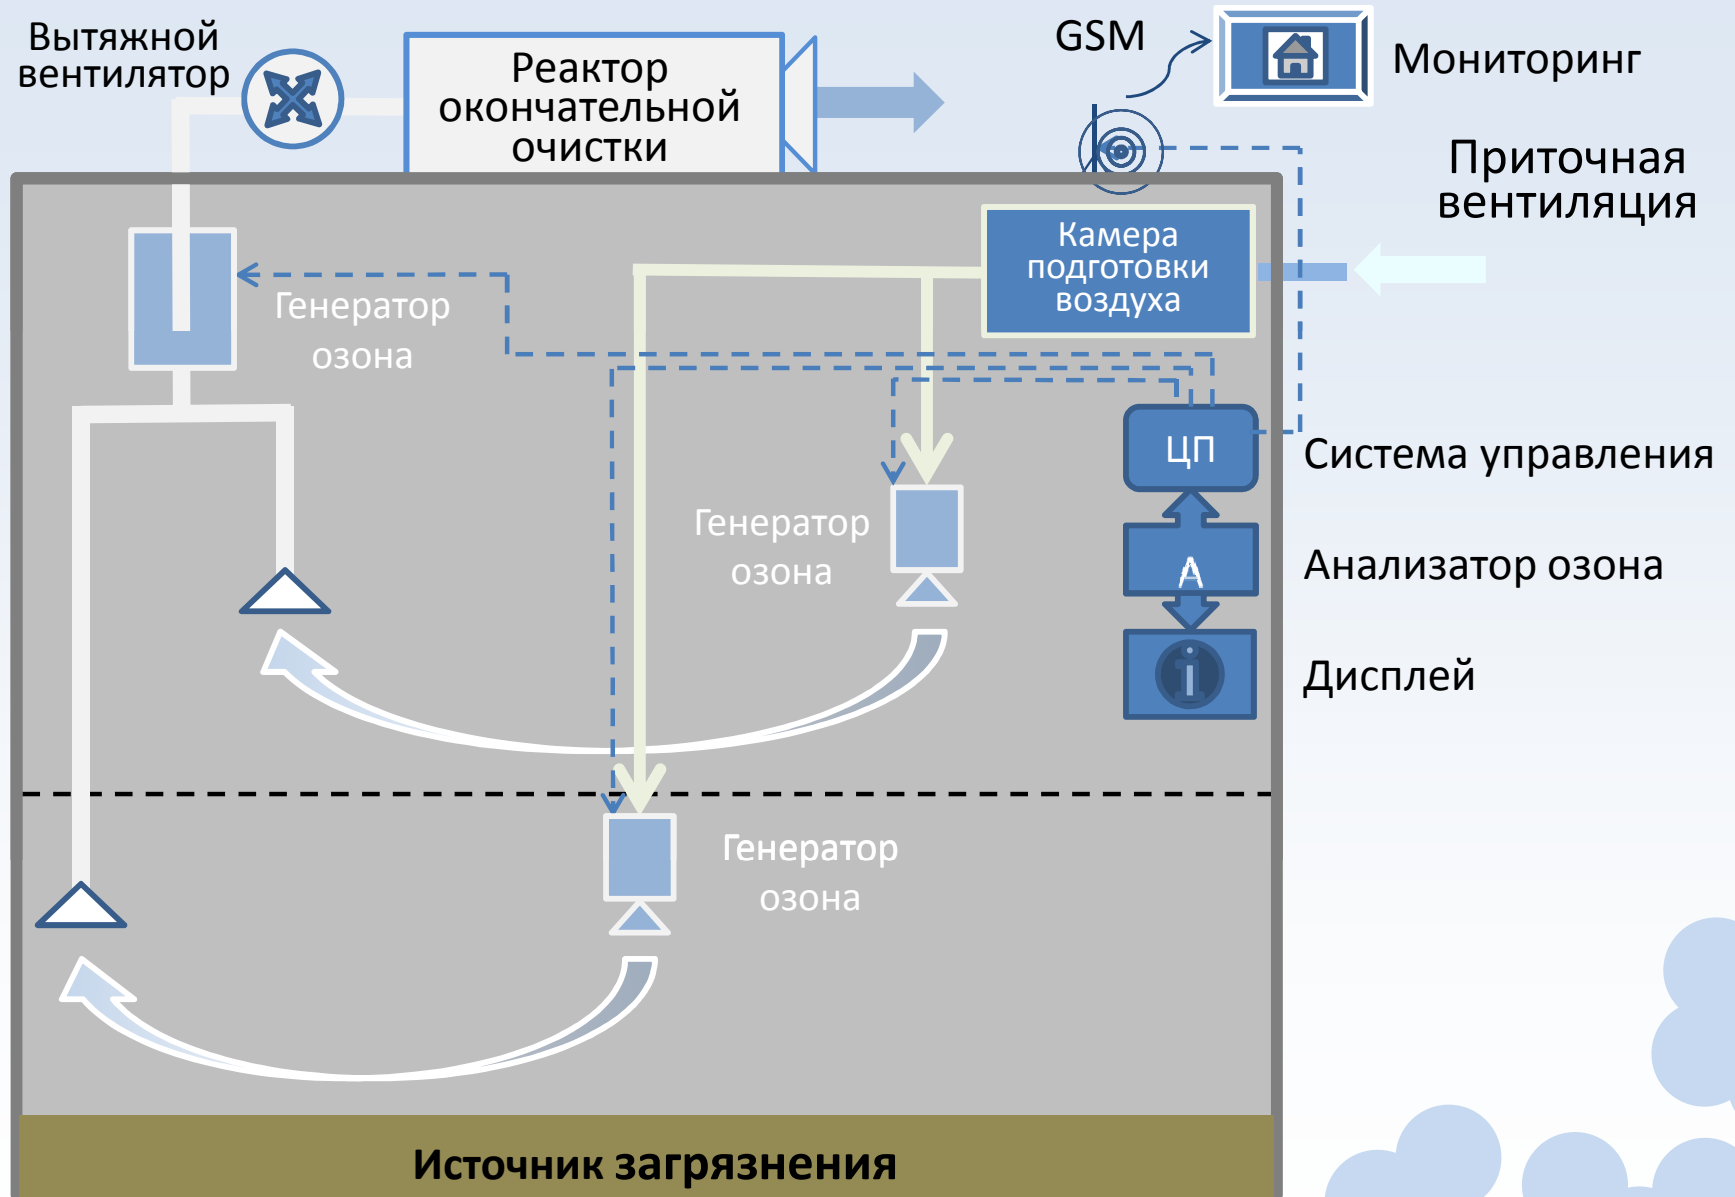 Вытяжной
вентилятор
Реактор
окончательной
очистки
GSM
Мониторинг
Приточная
вентиляция
Камера
подготовки
воздуха
Генератор
озона
ЦП
Система управления
Генератор
озона
А
Анализатор озона
i
Дисплей
Генератор
озона
Источник загрязнения